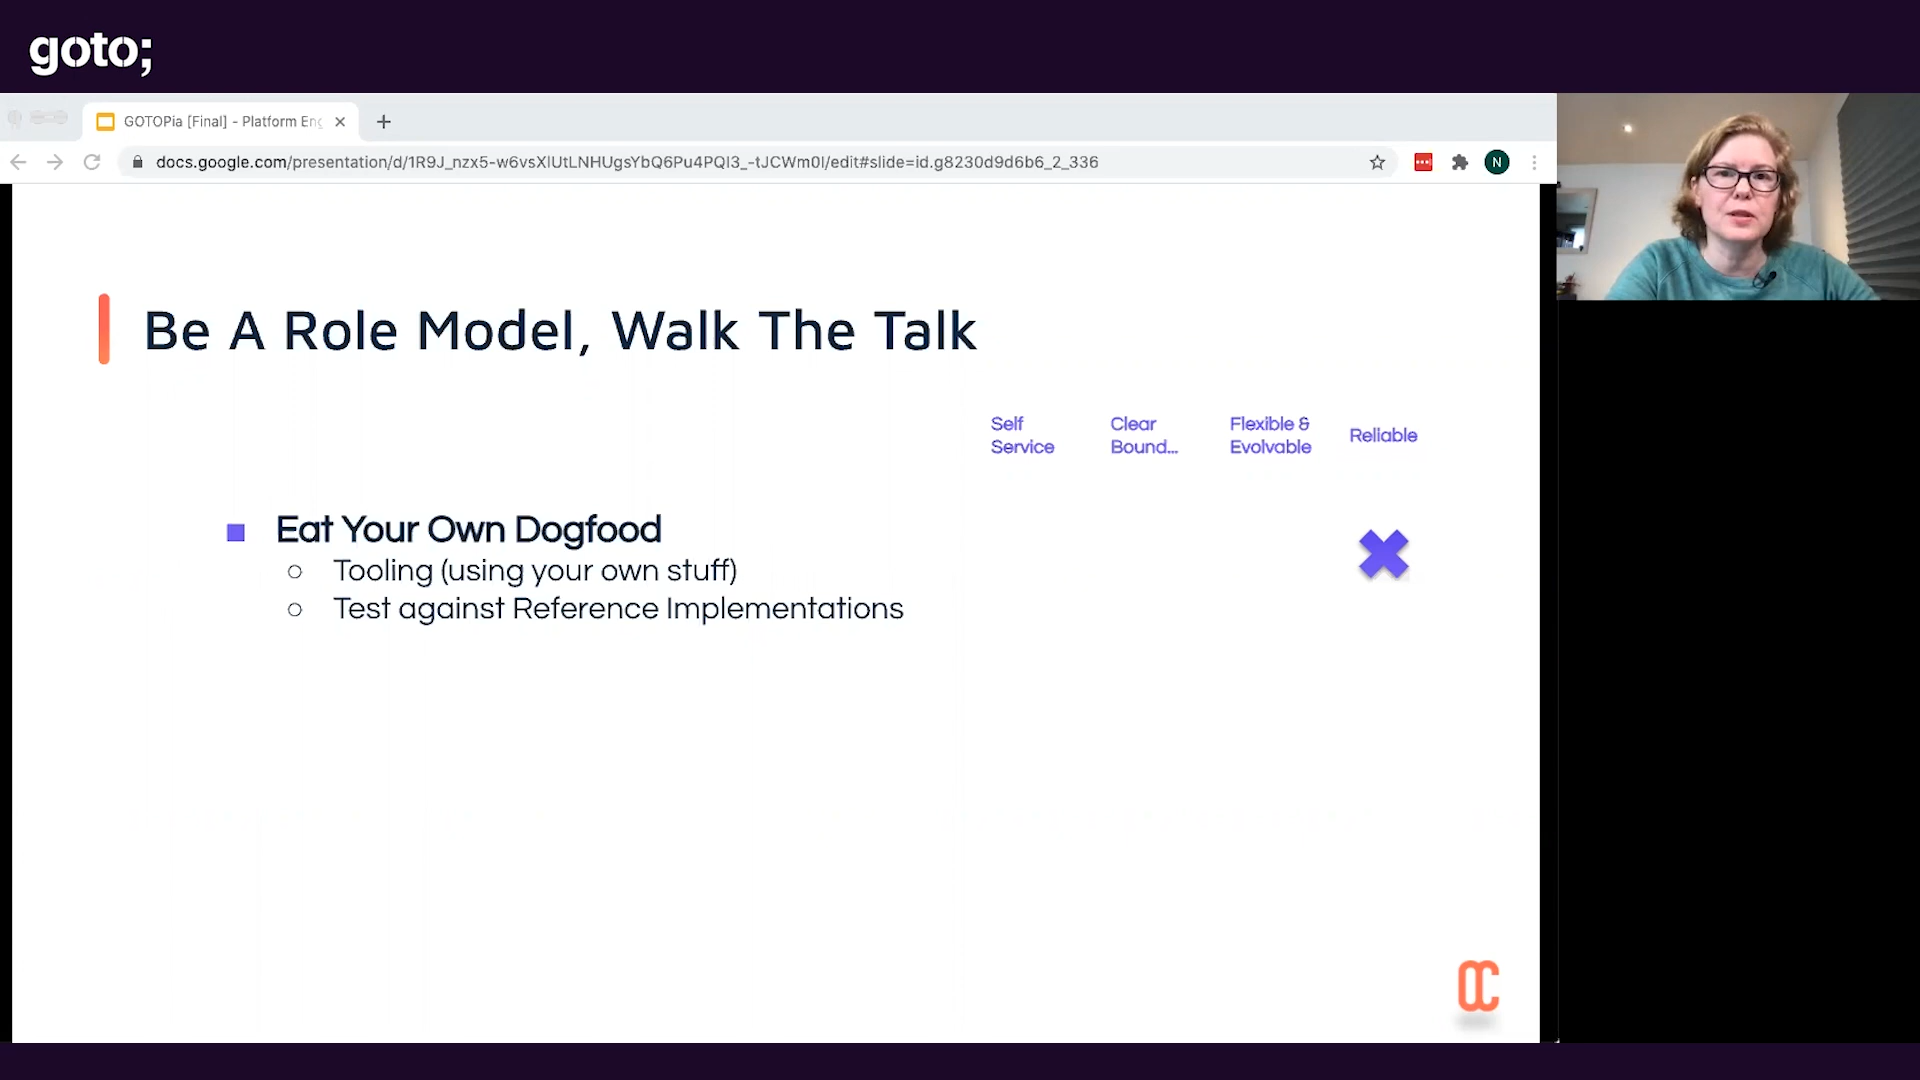 goto;
GOTOPia [Final] - Platform Eng
docs.google.com/presentation/d/1R9J_nzx5-w6vsXlUtLNHUgsYbQ6Pu4PQI3_-tJCWm0I/edit#slide=id.g8230d9d6b6_2_336
N
Be A Role Model, Walk The Talk
Self
Service
Clear
Bound...
Flexible &
Evolvable
Reliable
Eat Your Own Dogfood
Tooling (using your own stuff)
Test against Reference Implementations